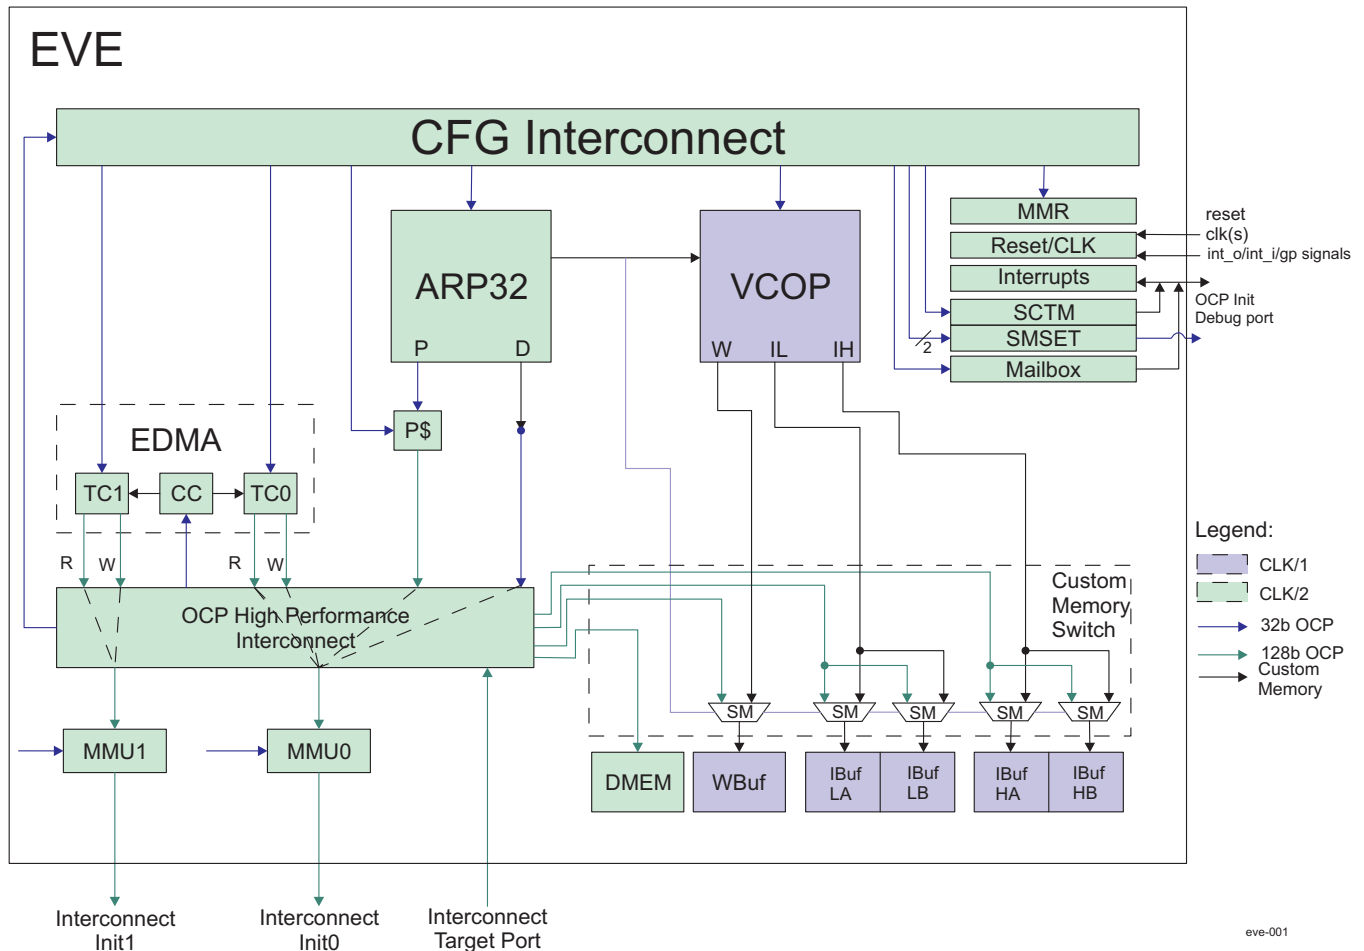 EVE
CFG Interconnect
ARP32
P
D
VCOP
W
IL
IH
MMR
Reset/CLK
Interrupts
SCTM
SMSET
Mailbox
2
reset
clk(s)
int_o/int_i/gp signals
OCP Init
Debug port
P$
EDMA
TC1
CC
TC0
R
W
R
W
OCP High Performance
Interconnect
Custom
Memory
Switch
SM
SM
SM
SM
SM
MMU1
MMU0
DMEM
WBuf
IBuf
LA
IBuf
LB
IBuf
HA
IBuf
HB
Legend:
CLK/1
CLK/2
32b OCP
128b OCP
Custom
Memory
Interconnect
Init1
Interconnect
Init0
Interconnect
Target Port
eve-001